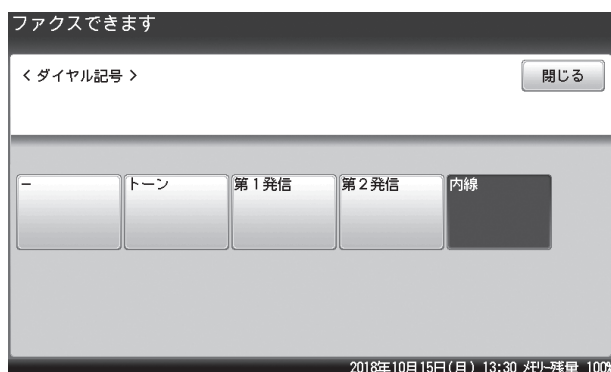 ファクスできます
< ダイヤル記号 >
閉じる
－ トーン 第1発信 第2発信 内線
2018年10月15日(月) 13:30 ﾒﾓﾘｰ残量 100%